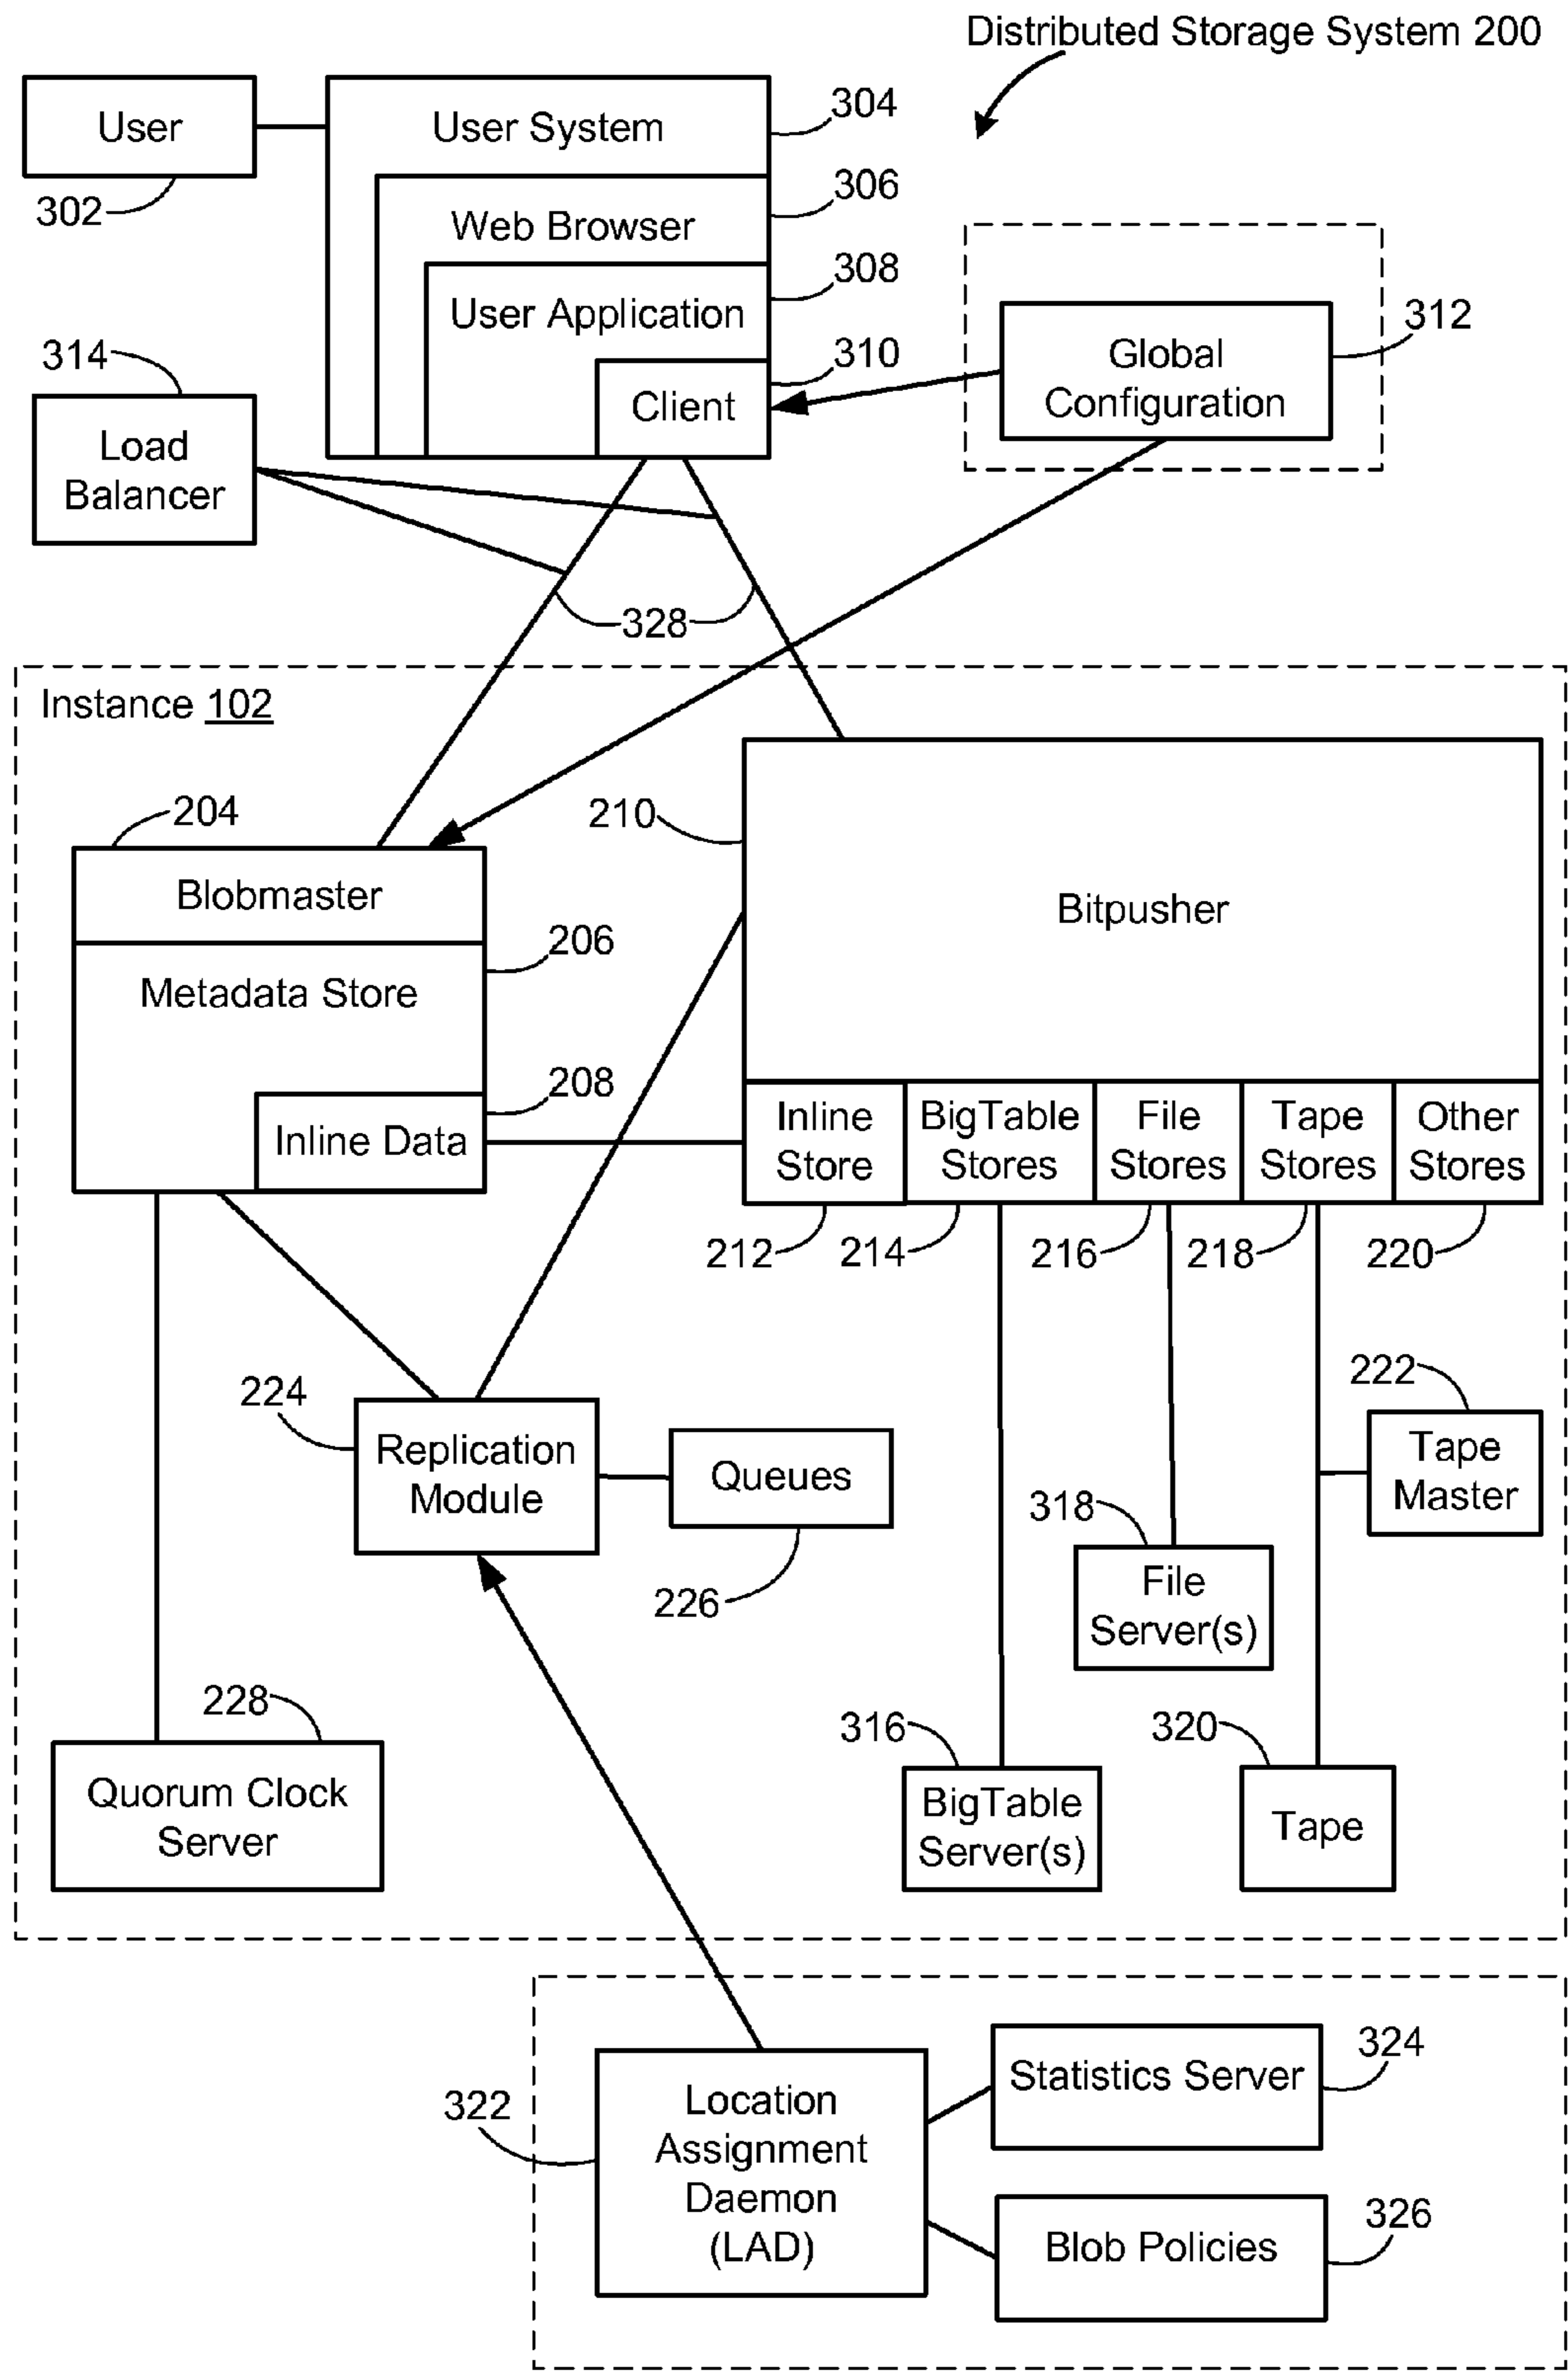 Distributed Storage System 200
User
302
User System
304
Web Browser
306
User Application
308
Client
310
Global
Configuration
312
314
Load
Balancer
328
Instance 102
204
Blobmaster
206
Metadata Store
208
Inline Data
210
Bitpusher
Inline
Store
BigTable
Stores
File
Stores
Tape
Stores
Other
Stores
212
214
216
218
220
224
Replication
Module
Queues
226
222
Tape
Master
318
File
Server(s)
228
Quorum Clock
Server
316
BigTable
Server(s)
320
Tape
322
Location
Assignment
Daemon
(LAD)
Statistics Server
324
Blob Policies
326